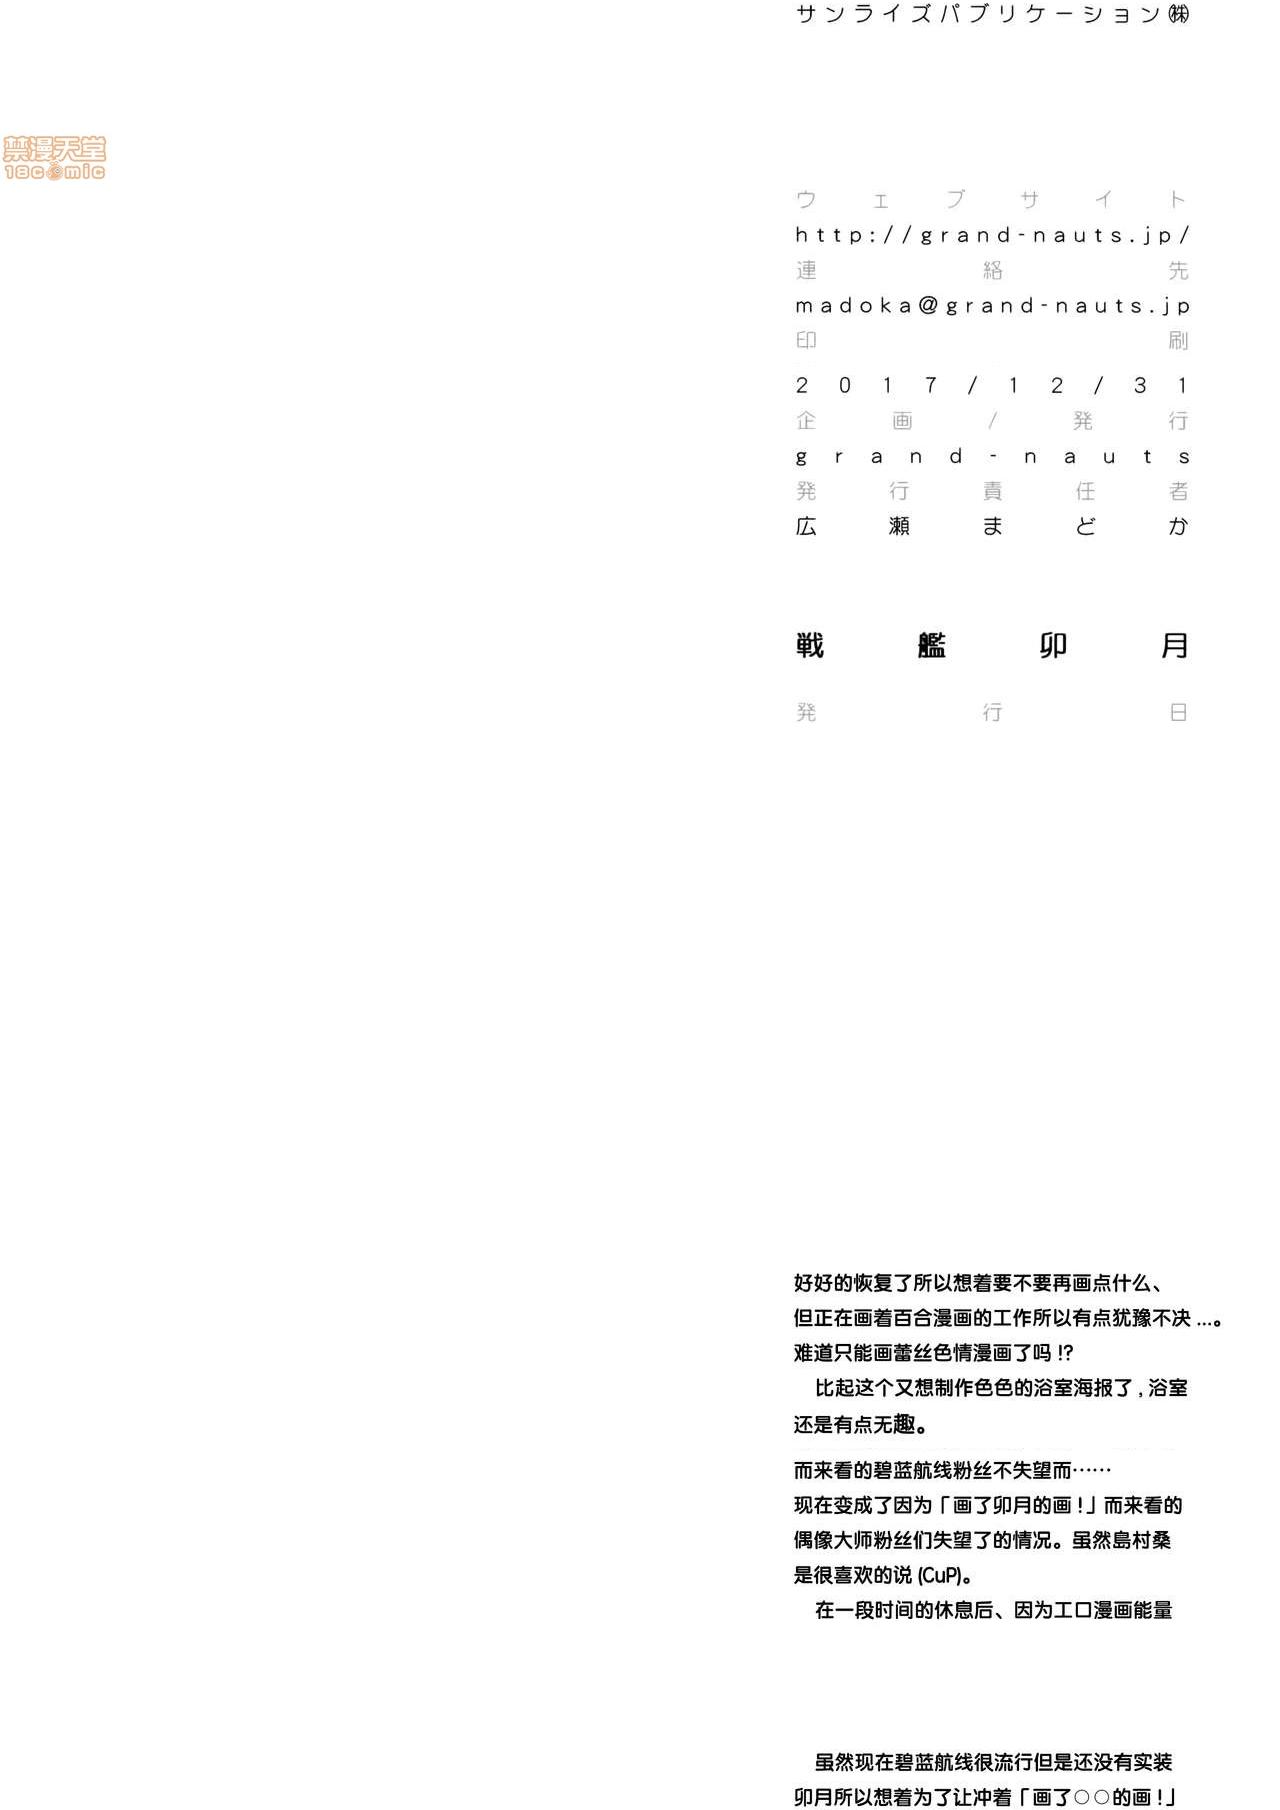 サンライズパブリケーション㈱
禁漫天堂
18comic
ウェブサイト
http://grand-nauts.jp/
連絡先
madoka@grand-nauts.jp
印刷
2017/12/31
企画/発行
grand-nauts
発行責任者
広瀬まどか
戦艦卯月
発行日
好好的恢复了所以想着要不要再画点什么、
但正在画着百合漫画的工作所以有点犹豫不决...。
难道只能画蕾丝色情漫画了吗!?
比起这个又想制作色色的浴室海报了,浴室
还是有点无趣。
而来看的碧蓝航线粉丝不失望而……
现在变成了因为「画了卯月的画!」而来看的
偶像大师粉丝们失望了的情况。虽然島村桑
是很喜欢的说(CuP)。
在一段时间的休息后、因为工口漫画能量
虽然现在碧蓝航线很流行但是还没有实装
卯月所以想着为了让冲着「画了○○的画!」